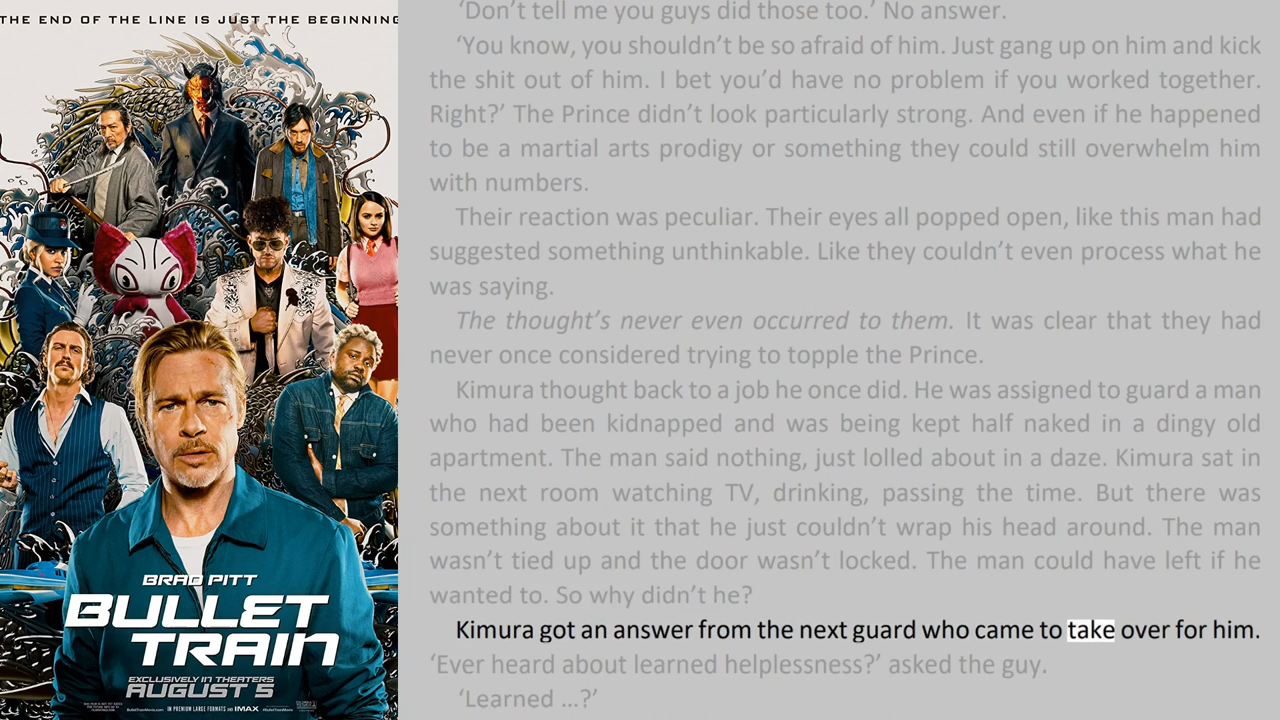 THE END OF THE LINE IS JUST THE BEGINNING
BRAD PITT
BULLET
TRAIN
EXCLUSIVELY IN THEATERS
AUGUST 5
BulletTrainMovie.com IN PREMIUM LARGE FORMATS AND IMAX #BulletTrainMovie
‘Don’t tell me you guys did those too.’ No answer.
‘You know, you shouldn’t be so afraid of him. Just gang up on him and kick
the shit out of him. I bet you’d have no problem if you worked together.
Right?’ The Prince didn’t look particularly strong. And even if he happened
to be a martial arts prodigy or something they could still overwhelm him
with numbers.
Their reaction was peculiar. Their eyes all popped open, like this man had
suggested something unthinkable. Like they couldn’t even process what he
was saying.
The thought’s never even occurred to them. It was clear that they had
never once considered trying to topple the Prince.
Kimura thought back to a job he once did. He was assigned to guard a man
who had been kidnapped and was being kept half naked in a dingy old
apartment. The man said nothing, just lolled about in a daze. Kimura sat in
the next room watching TV, drinking, passing the time. But there was
something about it that he just couldn’t wrap his head around. The man
wasn’t tied up and the door wasn’t locked. The man could have left if he
wanted to. So why didn’t he?
Kimura got an answer from the next guard who came to take over for him.
‘Ever heard about learned helplessness?’ asked the guy.
‘Learned ...?’